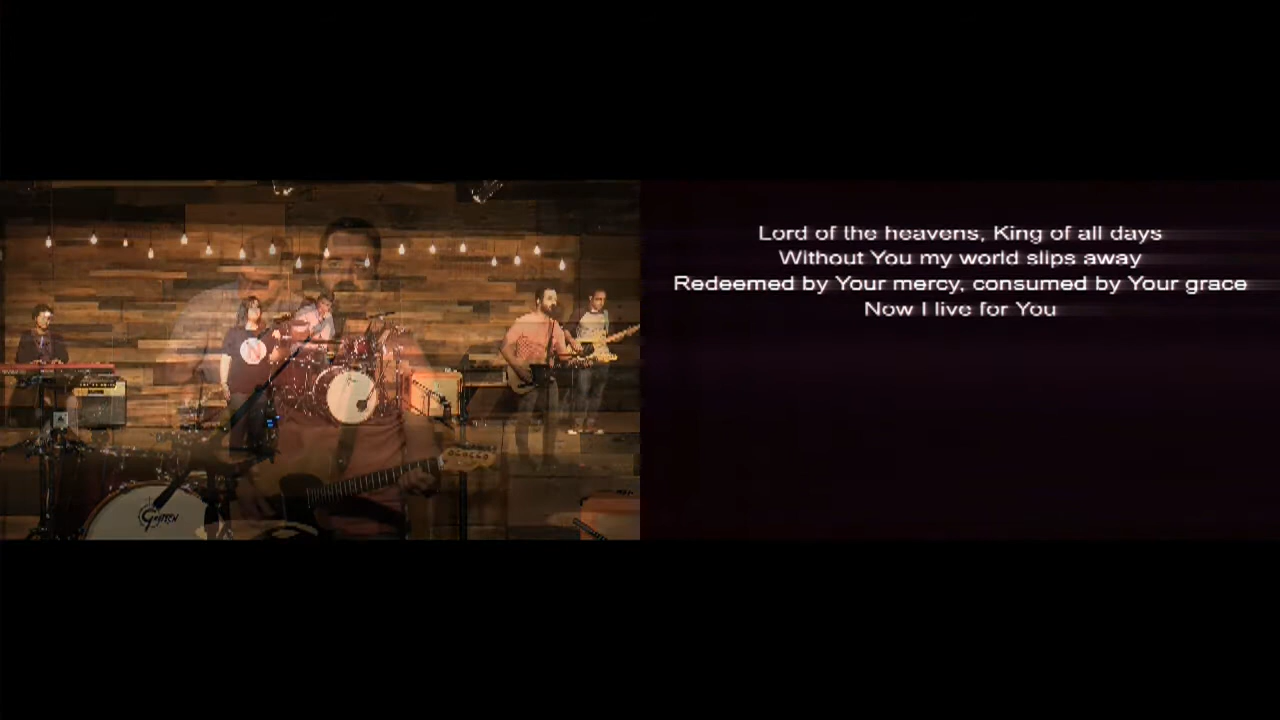 Lord of the heavens, King of all days
Without You my world slips away
Redeemed by Your mercy, consumed by Your grace
Now I live for You
Gretsch
N